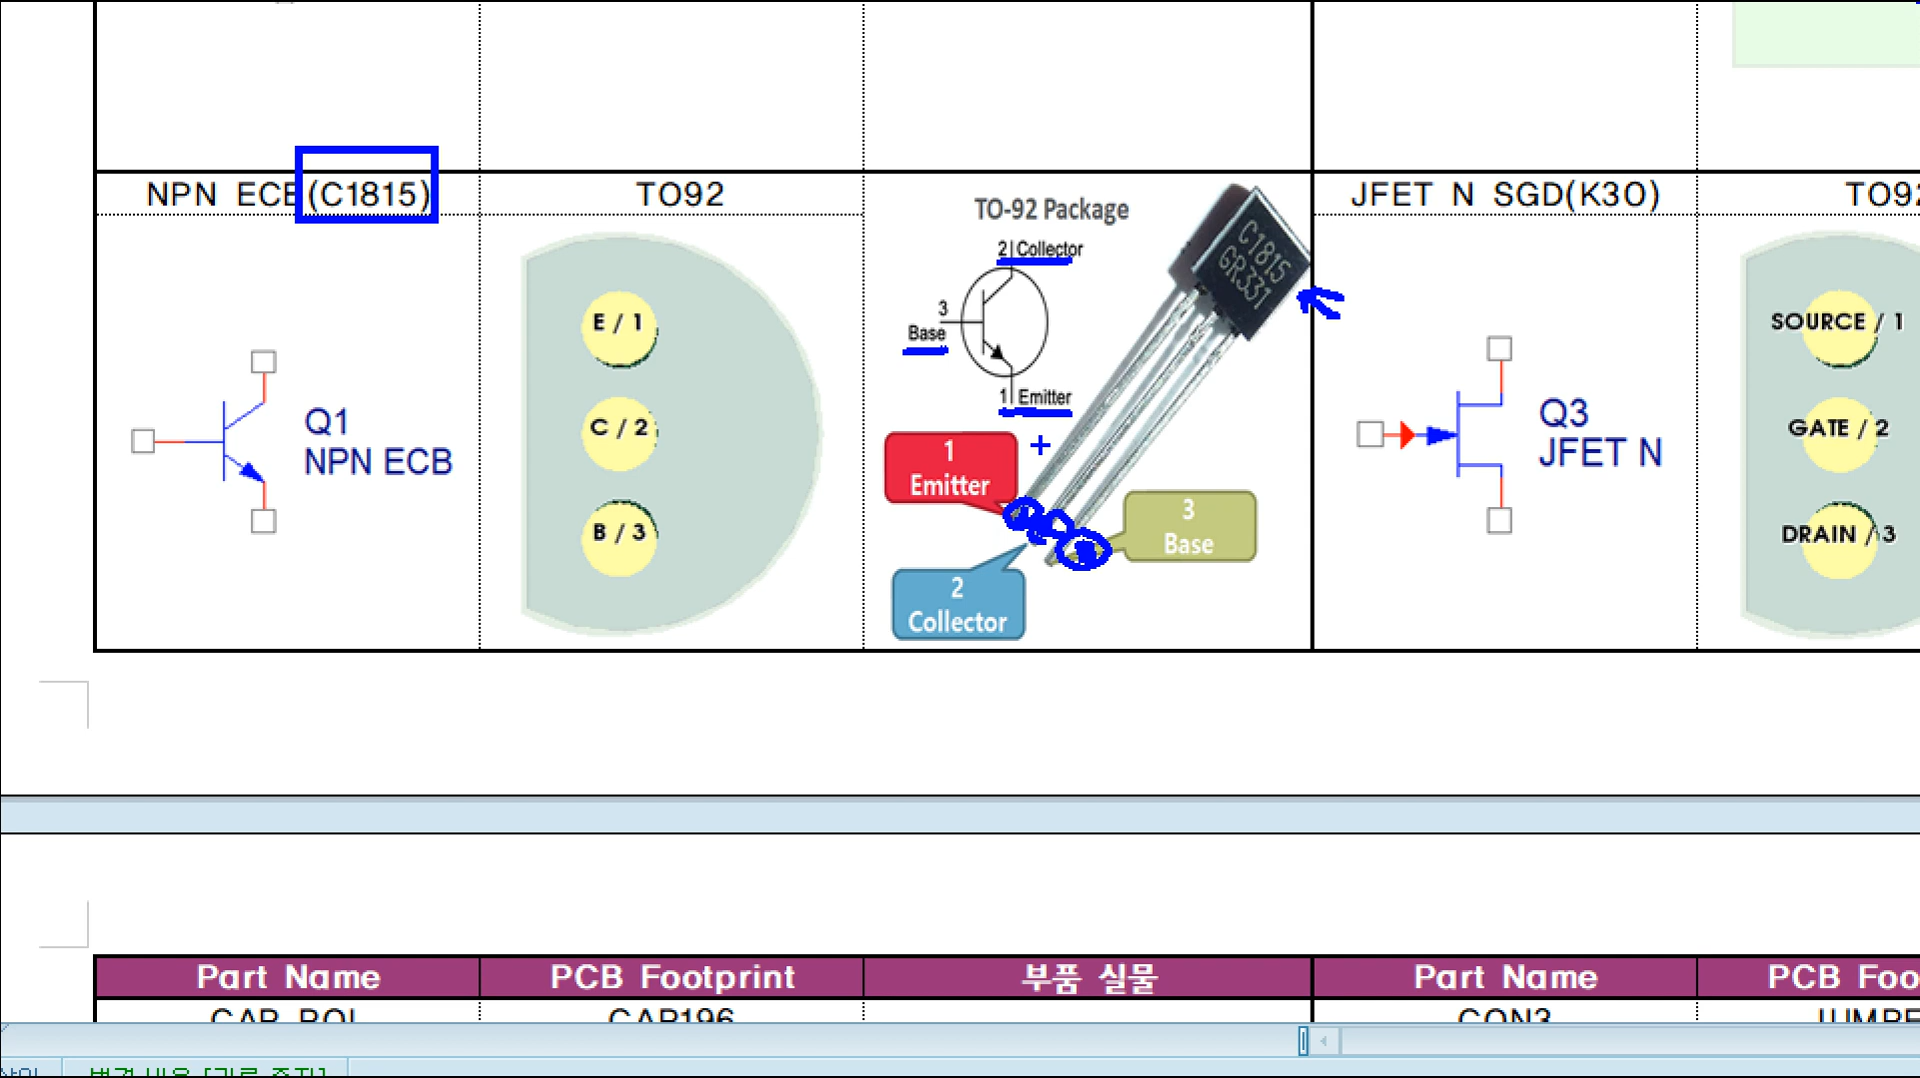 NPN ECB(C1815)
TO92
JFET N SGD(K30)
TO92
TO-92 Package
2 Collector
3
Base
1 Emitter
C1815
GR331
E / 1
C / 2
B / 3
Q1
NPN ECB
1
Emitter
3
Base
2
Collector
Q3
JFET N
SOURCE / 1
GATE / 2
DRAIN / 3
Part Name
PCB Footprint
부품 실물
Part Name
PCB Foo
CON3